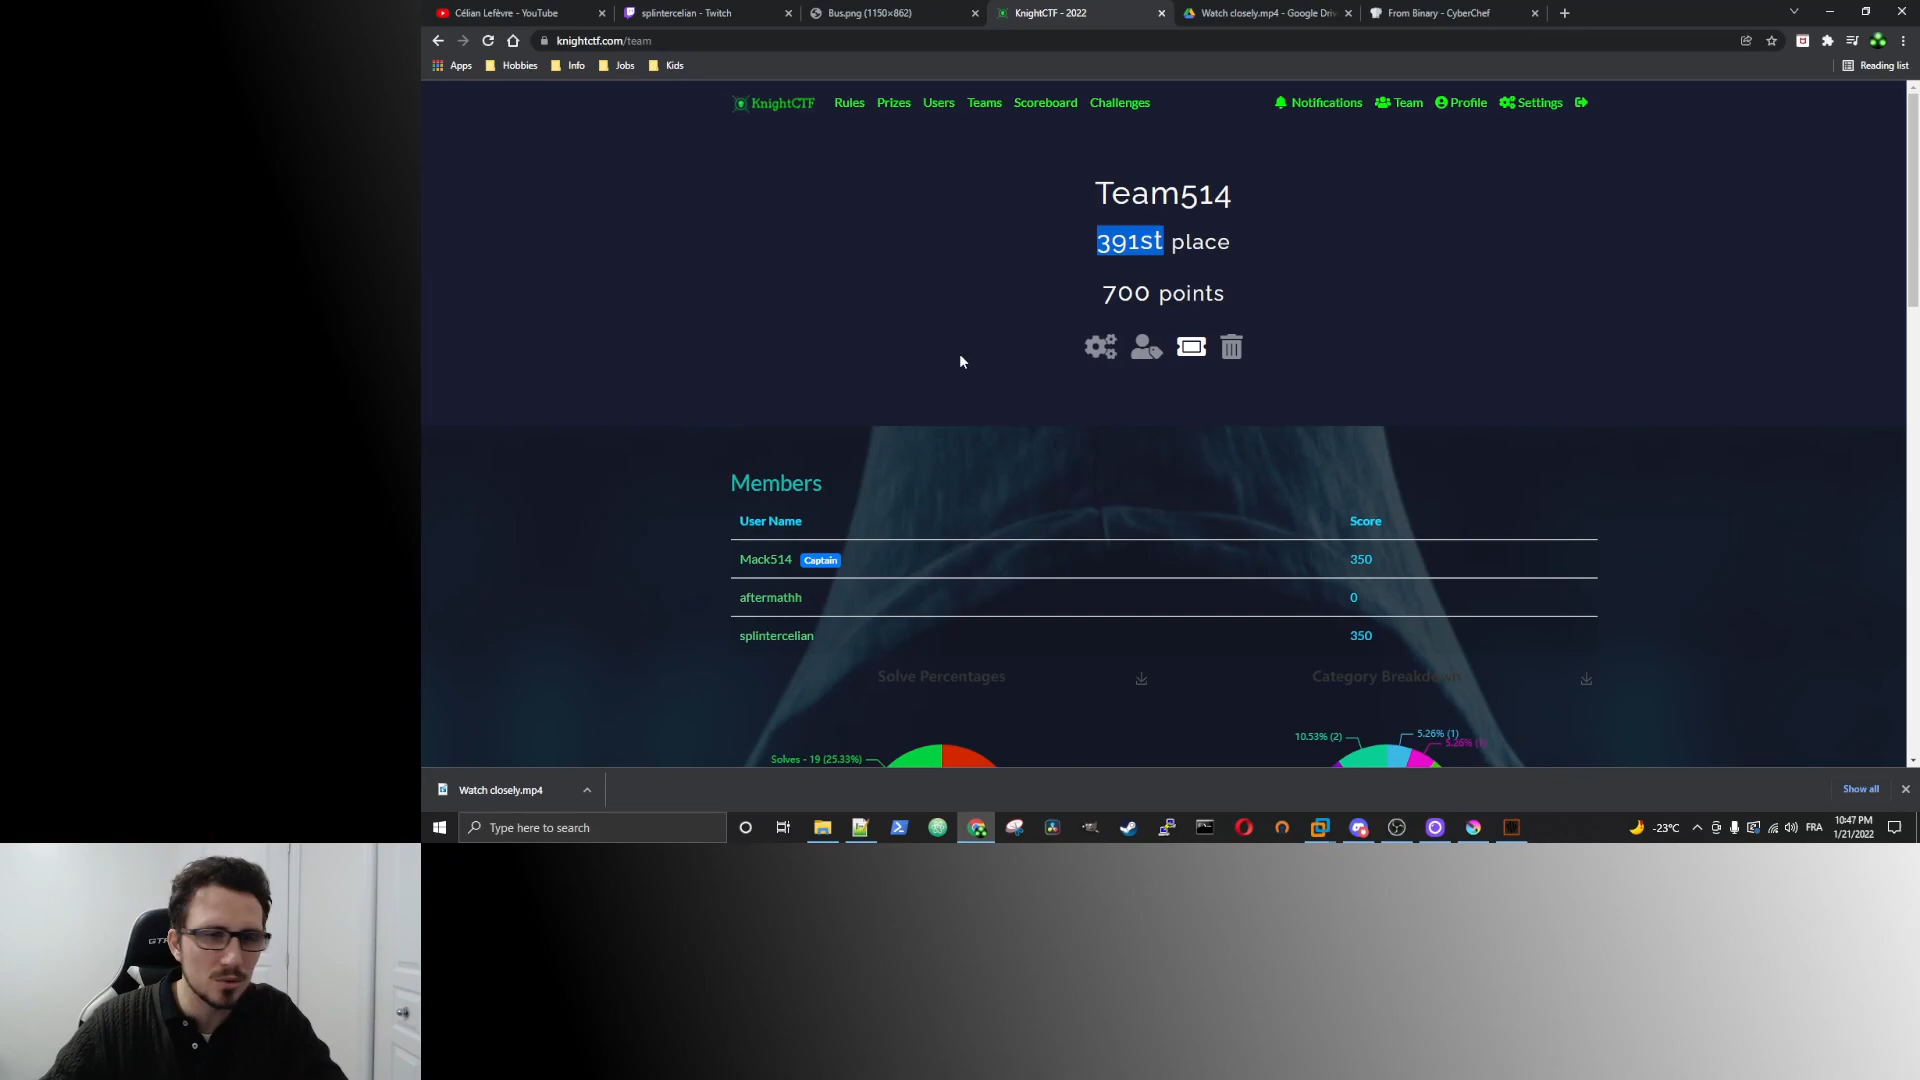 Célian Lefèvre - YouTube
splintercelian - Twitch
Bus.png (1150×862)
KnightCTF - 2022
Watch closely.mp4 - Google Driv
From Binary - CyberChef
knightctf.com/team
Apps
Hobbies
Info
Jobs
Kids
Reading list
KnightCTF
Rules
Prizes
Users
Teams
Scoreboard
Challenges
Notifications
Team
Profile
Settings
Team514
391st place
700 points
Members
User Name Score
Mack514 Captain 350
aftermathh 0
splintercelian 350
Solve Percentages
Category Breakdown
10.53% (2)
5.26% (1)
5.26% (1)
Solves - 19 (25.33%)
Watch closely.mp4
Show all
Type here to search
-23°C
FRA
10:47 PM
1/21/2022